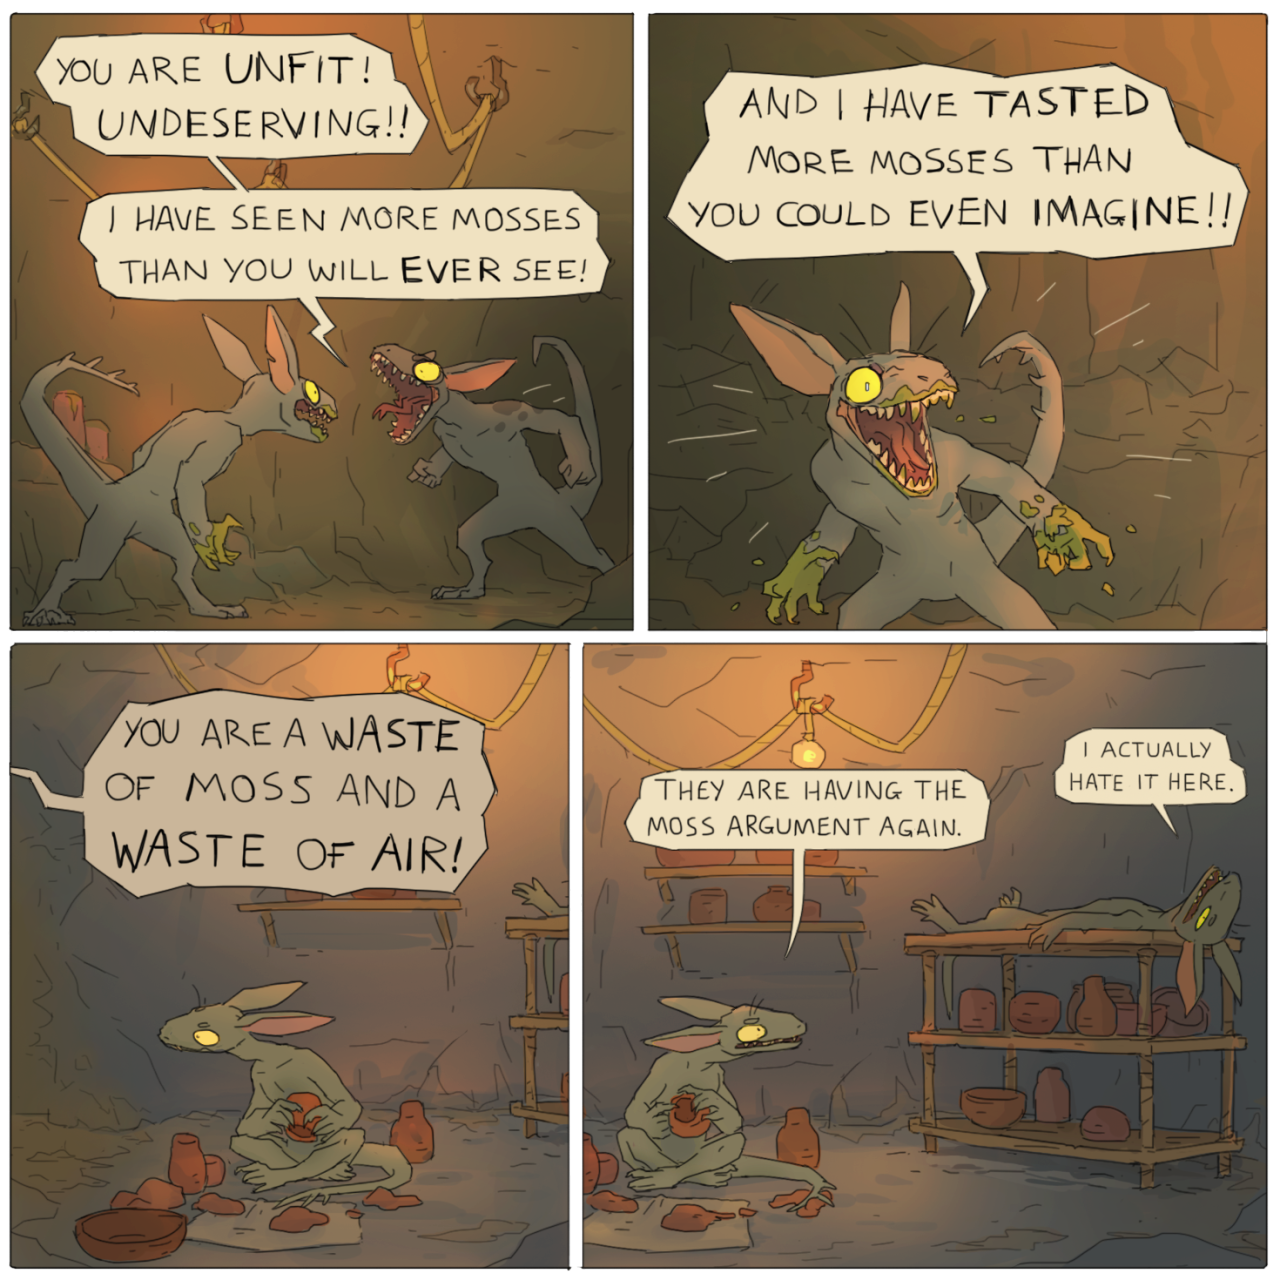 YOU ARE UNFIT!
UNDESERVING!!
I HAVE SEEN MORE MOSSES
THAN YOU WILL EVER SEE!
AND I HAVE TASTED
MORE MOSSES THAN
YOU COULD EVEN IMAGINE!!
YOU ARE A WASTE
OF MOSS AND A
WASTE OF AIR!
THEY ARE HAVING THE
MOSS ARGUMENT AGAIN.
I ACTUALLY
HATE IT HERE.